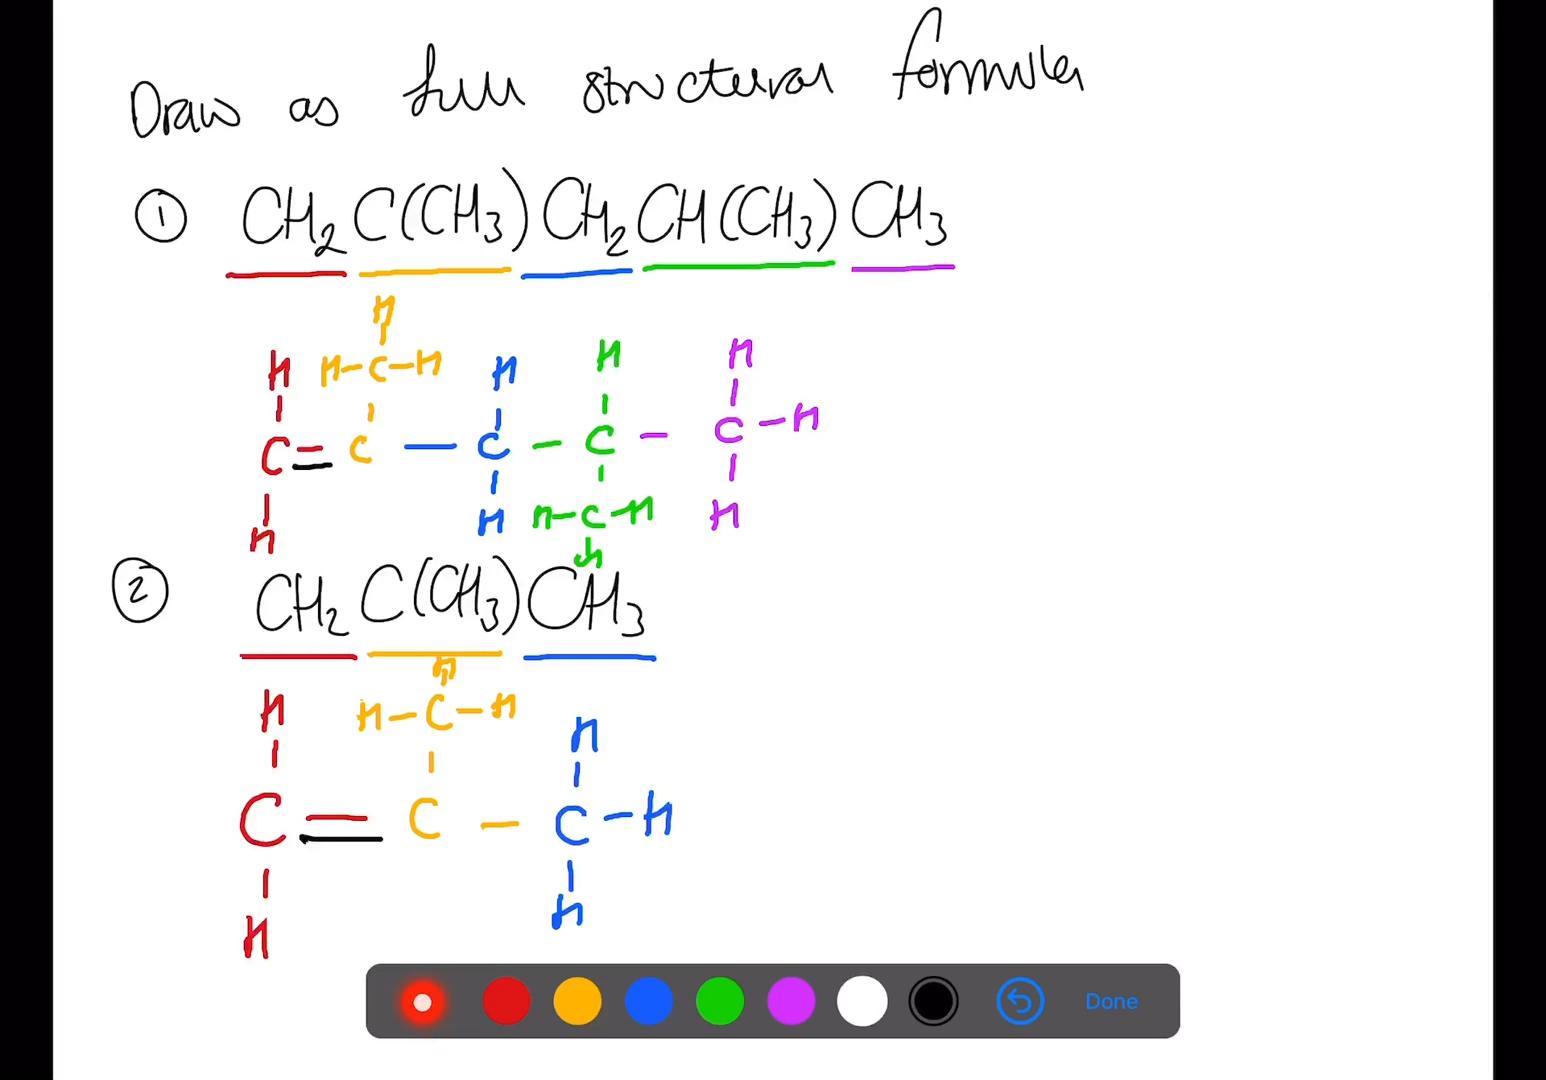 Draw as full structural formula
① CH₂C(CH₃)CH₂CH(CH₃)CH₃
H
H H-C-H H H H
C=C-C-C-C-H
H H H-C-H H
H
② CH₂C(CH₃)CH₃
H
H H-C-H H
C=C-C-H
H H
Done